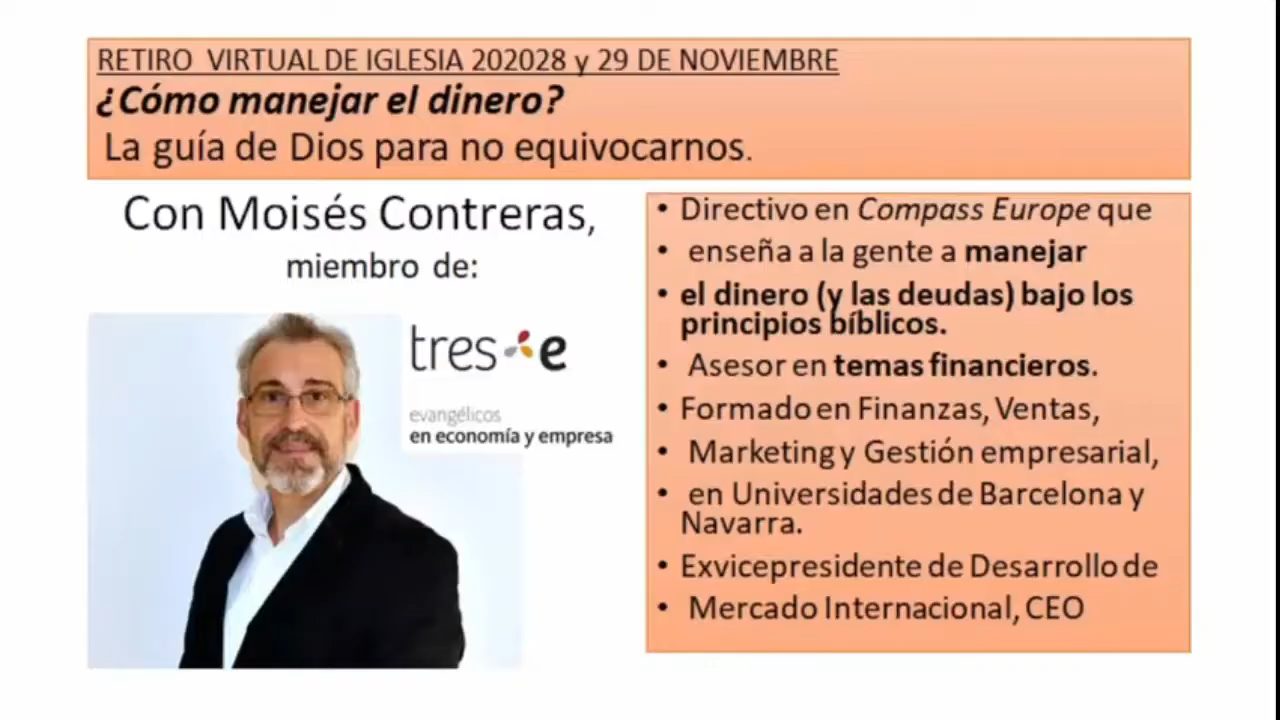 RETIRO VIRTUAL DE IGLESIA 202028 y 29 DE NOVIEMBRE
¿Cómo manejar el dinero?
La guía de Dios para no equivocarnos.
Con Moisés Contreras,
miembro de:
tres e
evangélicos
en economía y empresa
• Directivo en Compass Europe que
• enseña a la gente a manejar
• el dinero (y las deudas) bajo los
principios bíblicos.
• Asesor en temas financieros.
• Formado en Finanzas, Ventas,
• Marketing y Gestión empresarial,
• en Universidades de Barcelona y
Navarra.
• Exvicepresidente de Desarrollo de
• Mercado Internacional, CEO